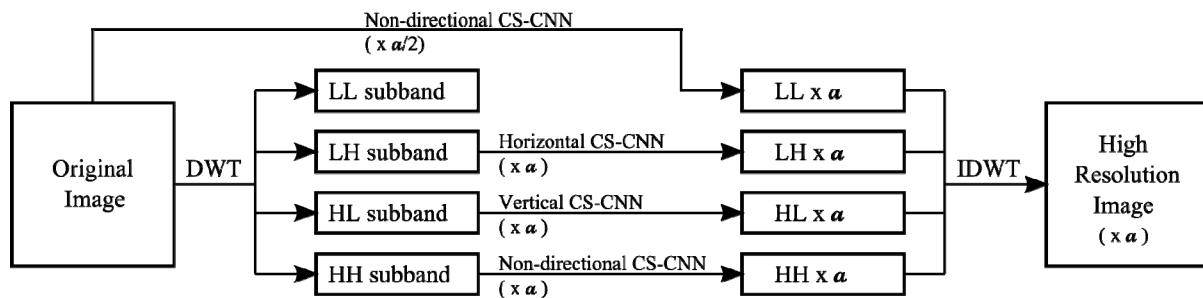 Non-directional CS-CNN
( x a/2)
Original
Image
DWT
LL subband
LH subband
HL subband
HH subband
Horizontal CS-CNN
( x a )
Vertical CS-CNN
( x a )
Non-directional CS-CNN
( x a )
LL x a
LH x a
HL x a
HH x a
IDWT
High
Resolution
Image
( x a )